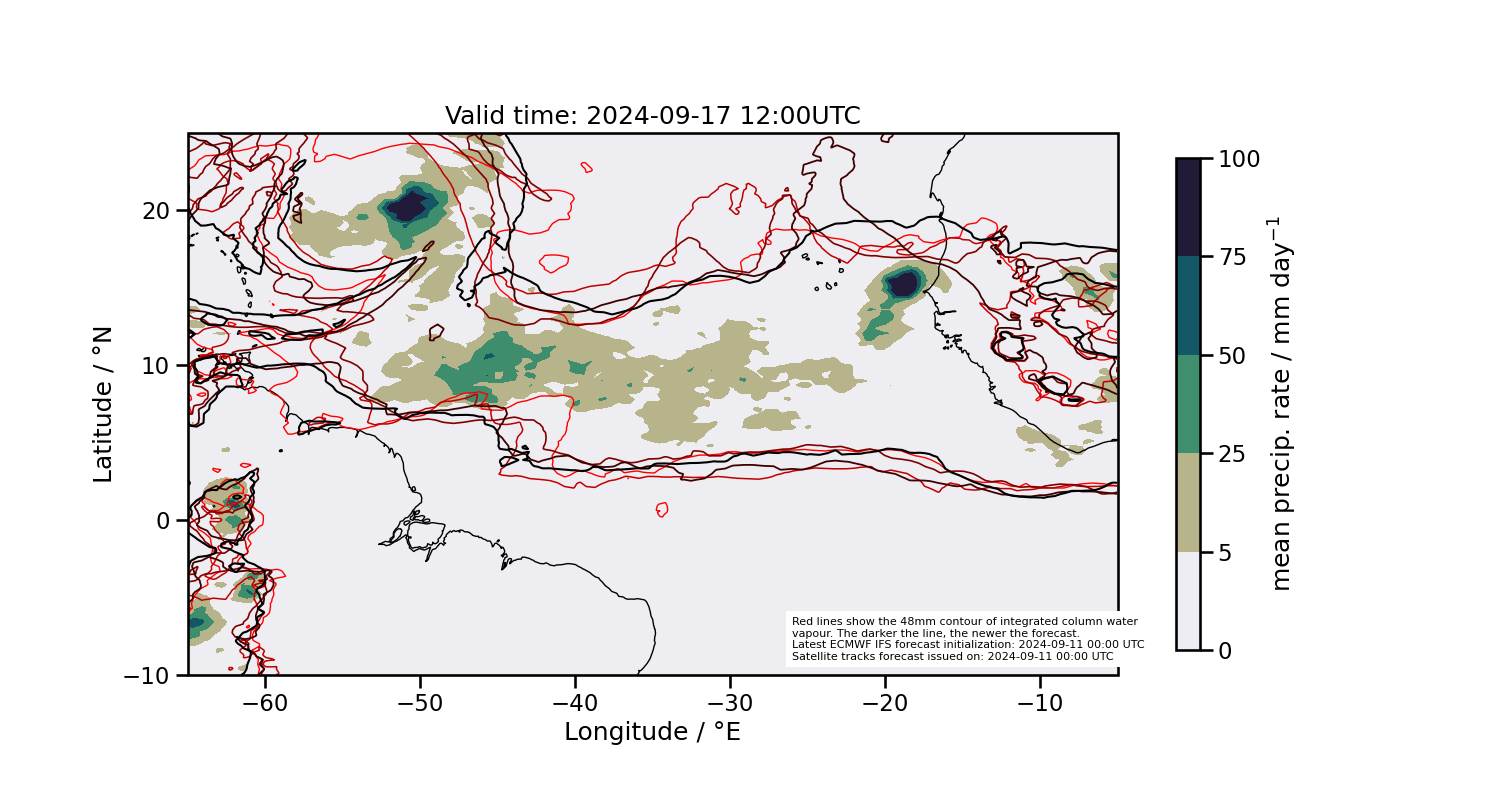 Valid time: 2024-09-17 12:00UTC
Latitude / °N
20
10
0
−10
−60
−50
−40
−30
−20
−10
Longitude / °E
Red lines show the 48mm contour of integrated column water
vapour. The darker the line, the newer the forecast.
Latest ECMWF IFS forecast initialization: 2024-09-11 00:00 UTC
Satellite tracks forecast issued on: 2024-09-11 00:00 UTC
100
75
50
25
5
0
mean precip. rate / mm day⁻¹